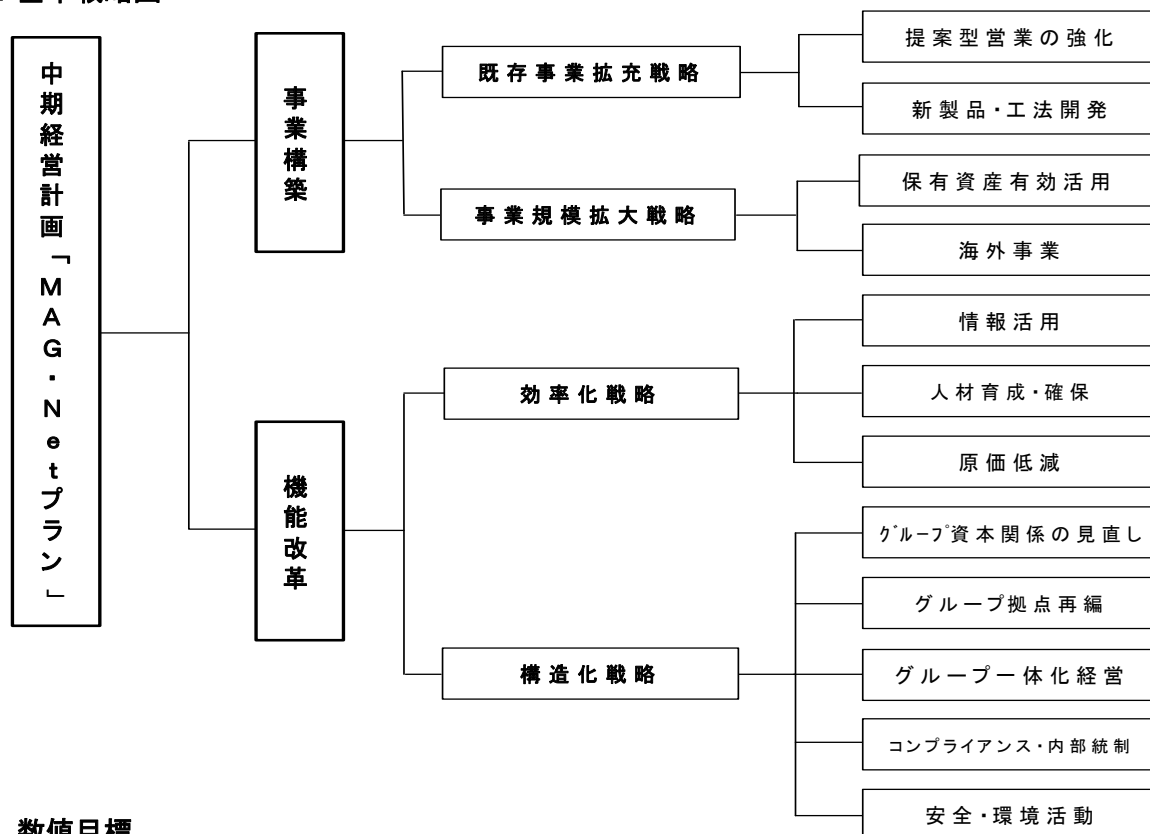 中期経営計画「MAG・Netプラン」
事業構築
既存事業拡充戦略
提案型営業の強化
新製品・工法開発
事業規模拡大戦略
保有資産有効活用
海外事業
機能改革
効率化戦略
情報活用
人材育成・確保
原価低減
構造化戦略
グループ資本関係の見直し
グループ拠点再編
グループ一体化経営
コンプライアンス・内部統制
安全・環境活動
数値目標